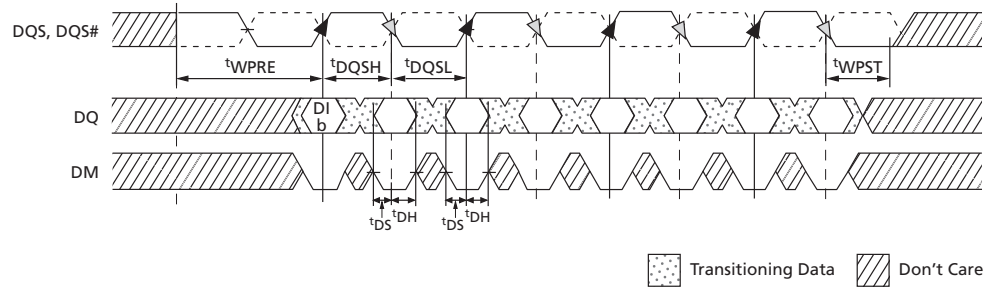 DQS, DQS#
tWPRE tDQSH tDQSL tWPST
DQ
DI
b
DM
tDS tDH tDS tDH
Transitioning Data Don't Care